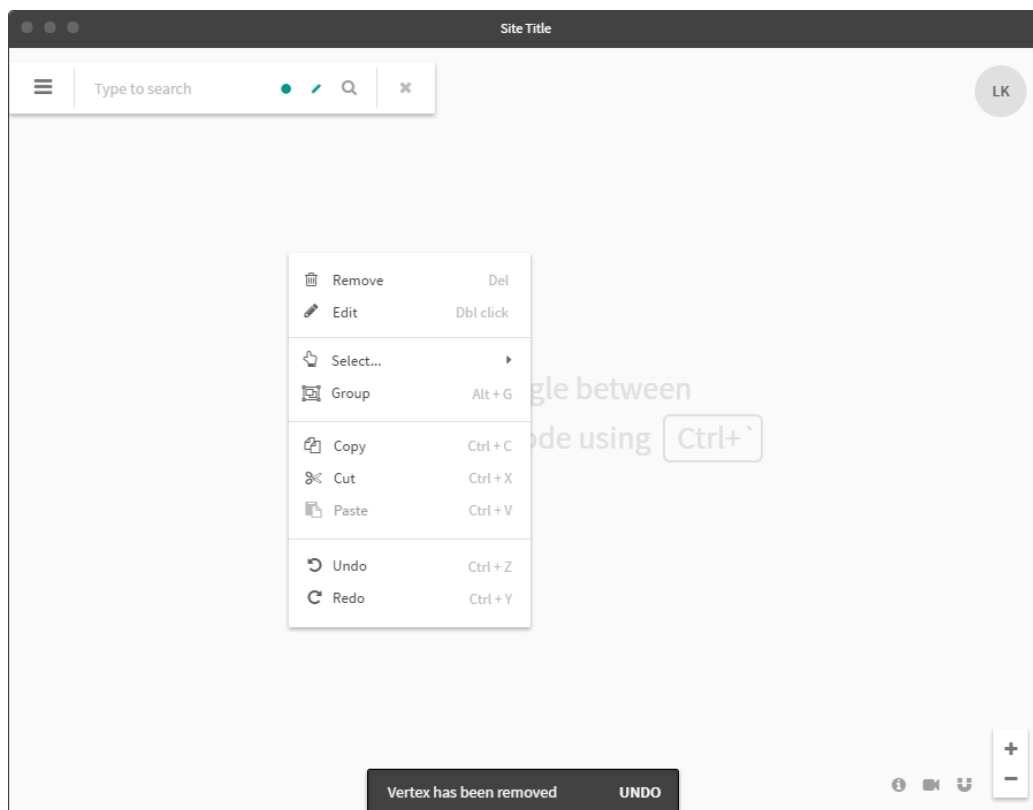 Site Title
Type to search
LK
Remove Del
Edit Dbl click
Select...
Group Alt + G
gle between
de using Ctrl+`
Copy Ctrl + C
Cut Ctrl + X
Paste Ctrl + V
Undo Ctrl + Z
Redo Ctrl + Y
Vertex has been removed UNDO